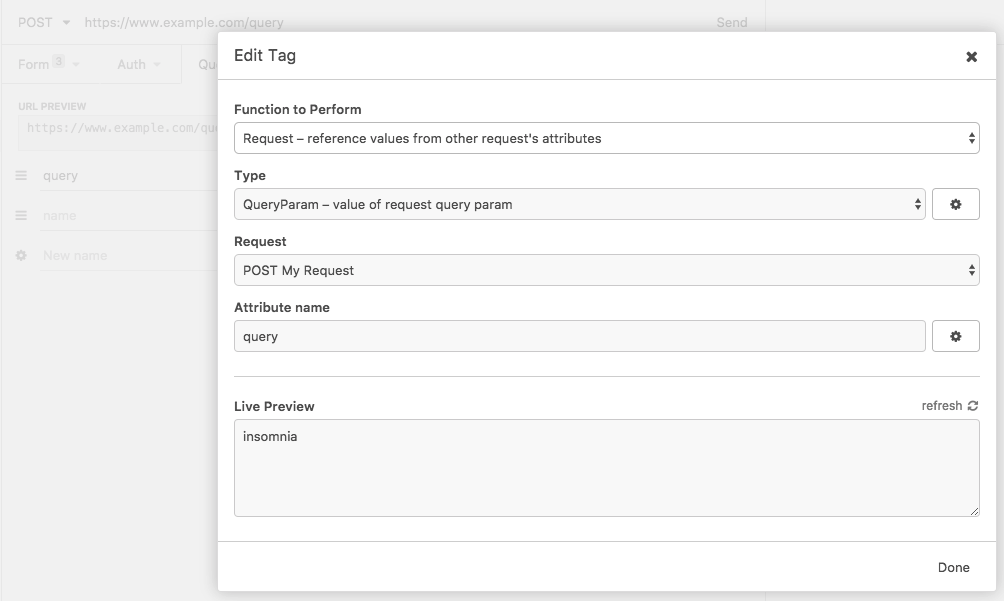 POST https://www.example.com/query Send
Edit Tag
Form 3 Auth Qu
URL PREVIEW
https://www.example.com/qu
query
name
New name
Function to Perform
Request – reference values from other request's attributes
Type
QueryParam – value of request query param
Request
POST My Request
Attribute name
query
Live Preview refresh
insomnia
Done